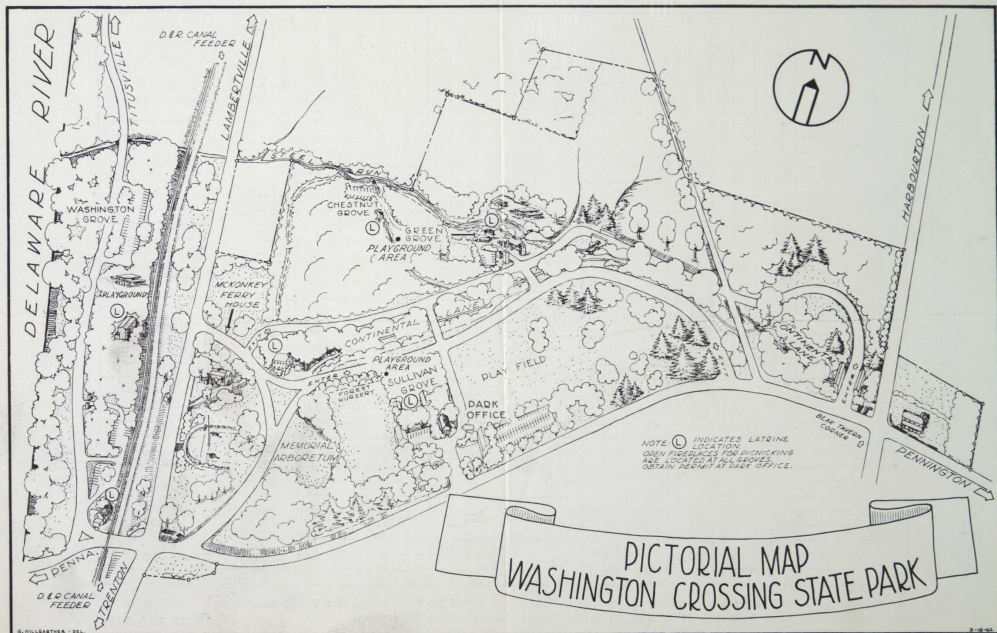 DELAWARE RIVER
TITUSVILLE
D.&R. CANAL
FEEDER
LAMBERTVILLE
N
HARBOURTON
WASHINGTON
GROVE
CHESTNUT
GROVE
L
GREEN
GROVE
L
PLAYGROUND
(AREA)
PLAYGROUND
L
MCKONKEY
FERRY
HOUSE
L
CONTINENTAL
LANE
PLAYGROUND
AREA
ENTER
FOREST
NURSERY
SULLIVAN
GROVE
L
PLAY FIELD
PARK
OFFICE
MEMORIAL
ARBORETUM
CONTINENTAL
LANE
ENTER
BEAR TAVERN
CORNER
PENNINGTON
NOTE: L INDICATES LATRINE
LOCATION.
OPEN FIREPLACES FOR PICNICKING
ARE LOCATED AT ALL GROVES.
OBTAIN PERMIT AT PARK OFFICE.
L
PENNA.
D.&R. CANAL
FEEDER
TRENTON
PICTORIAL MAP
WASHINGTON CROSSING STATE PARK